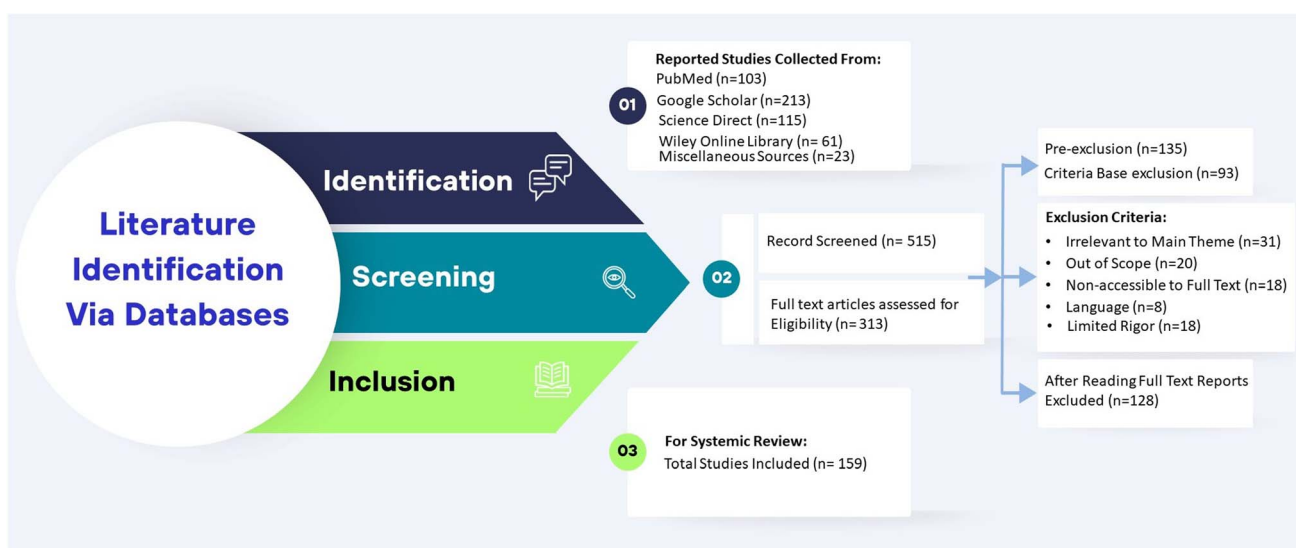 Literature
Identification
Via Databases
Identification
Screening
Inclusion
01
Reported Studies Collected From:
PubMed (n=103)
Google Scholar (n=213)
Science Direct (n=115)
Wiley Online Library (n= 61)
Miscellaneous Sources (n=23)
02
Record Screened (n= 515)
Full text articles assessed for
Eligibility (n= 313)
Pre-exclusion (n=135)
Criteria Base exclusion (n=93)
Exclusion Criteria:
• Irrelevant to Main Theme (n=31)
• Out of Scope (n=20)
• Non-accessible to Full Text (n=18)
• Language (n=8)
• Limited Rigor (n=18)
After Reading Full Text Reports
Excluded (n=128)
03
For Systemic Review:
Total Studies Included (n= 159)